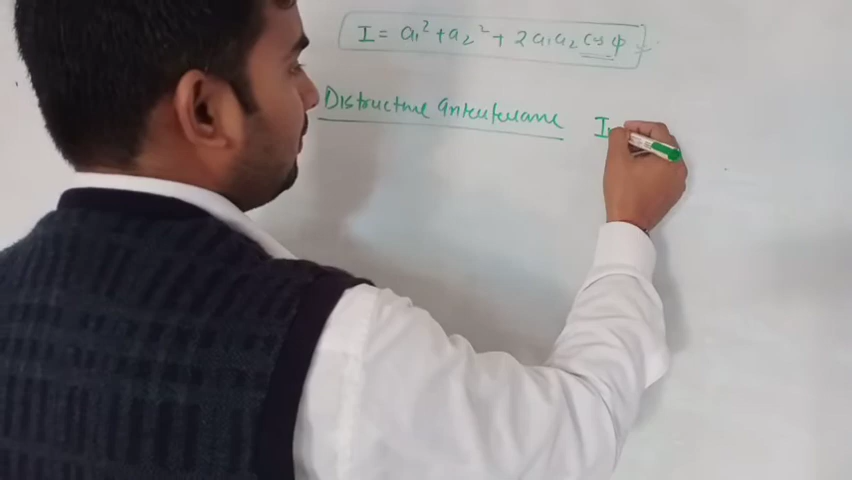 I = a₁² + a₂² + 2a₁a₂ cos φ
Distructive Interference I